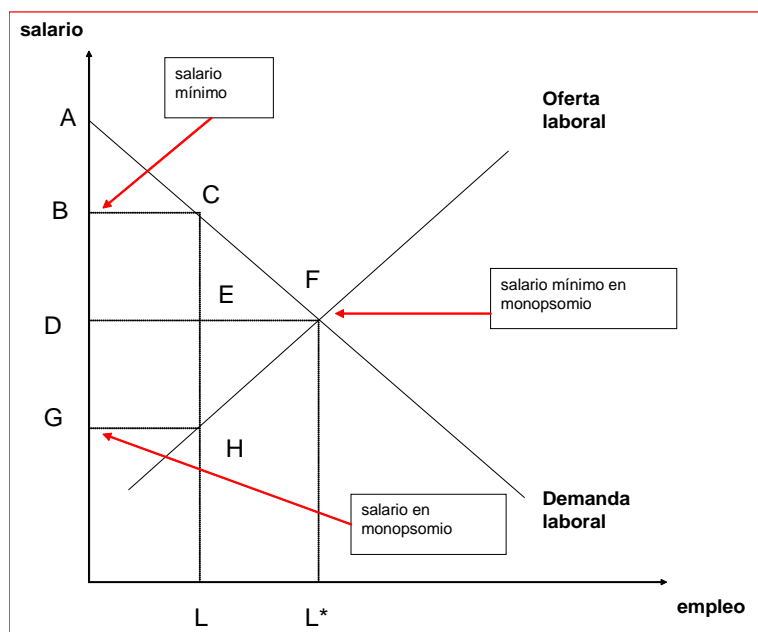 salario
salario
mínimo
Oferta
laboral
A
B
C
E
F
salario mínimo en
monopsomio
D
G
H
salario en
monopsomio
Demanda
laboral
L
L*
empleo